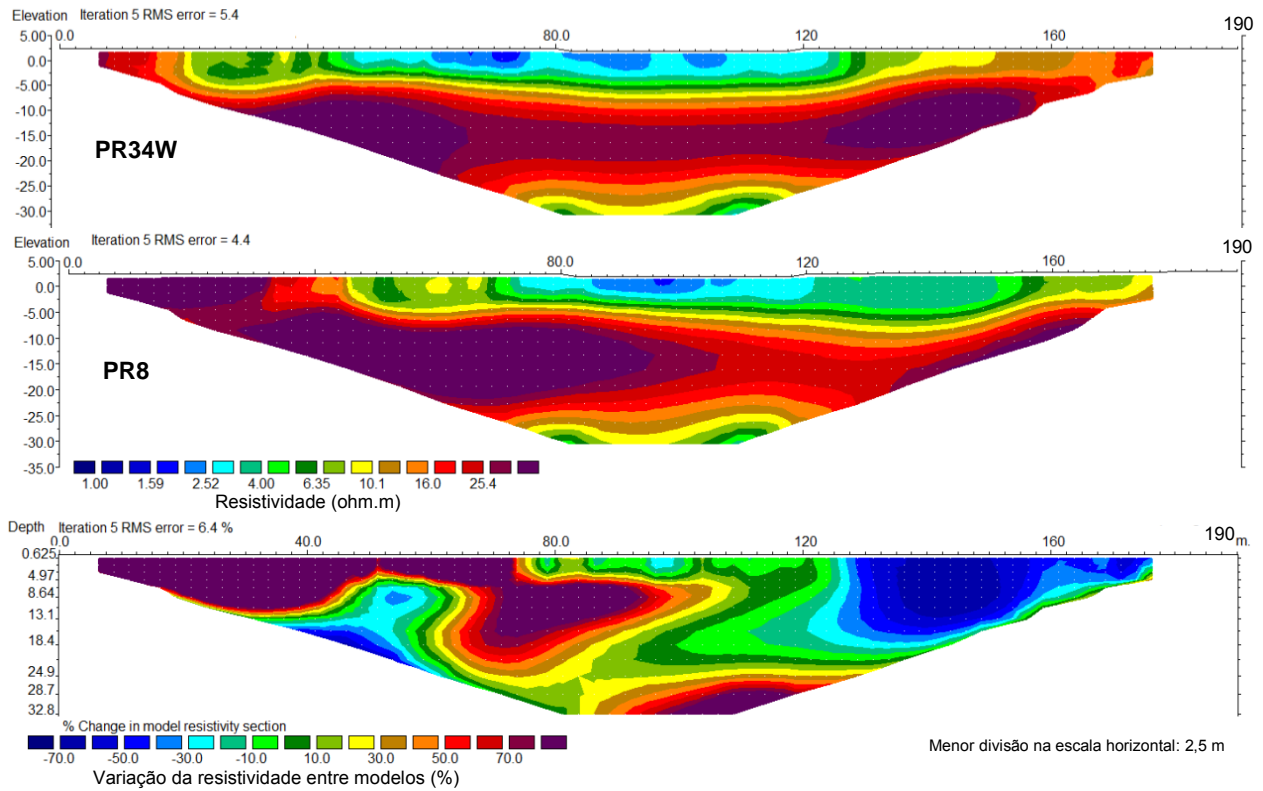 Elevation Iteration 5 RMS error = 5.4
0.0 80.0 120 160 190
5.00
0.0
-5.00
-10.0
-15.0
-20.0
-25.0
-30.0
PR34W
Elevation Iteration 5 RMS error = 4.4
0.0 80.0 120 160 190
5.00
0.0
-5.00
-10.0
-15.0
-20.0
-25.0
-30.0
-35.0
PR8
1.00 1.59 2.52 4.00 6.35 10.1 16.0 25.4
Resistividade (ohm.m)
Depth Iteration 5 RMS error = 6.4 %
0.0 40.0 80.0 120 160 190 m.
0.625
4.97
8.64
13.1
18.4
24.9
28.7
32.8
% Change in model resistivity section
-70.0 -50.0 -30.0 -10.0 10.0 30.0 50.0 70.0
Variação da resistividade entre modelos (%)
Menor divisão na escala horizontal: 2,5 m